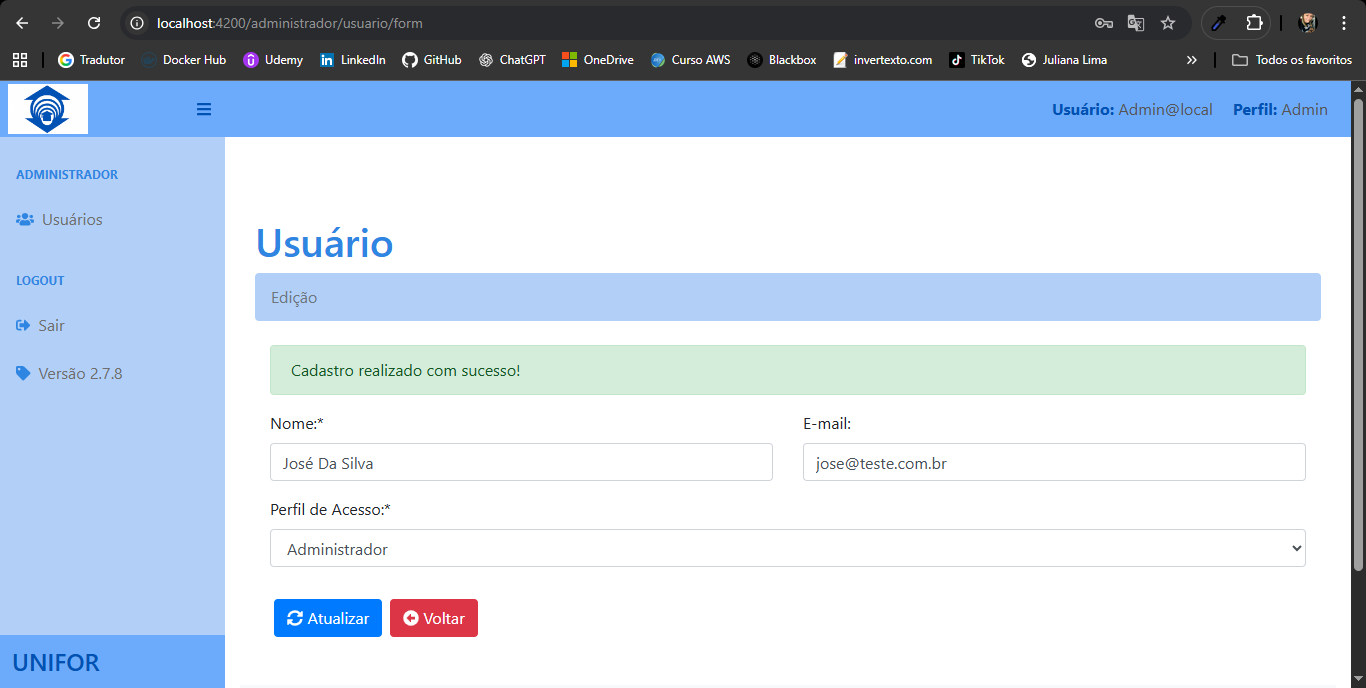 localhost:4200/administrador/usuario/form
Tradutor Docker Hub Udemy LinkedIn GitHub ChatGPT OneDrive Curso AWS Blackbox invertexto.com TikTok Juliana Lima » Todos os favoritos
Usuário: Admin@local Perfil: Admin
ADMINISTRADOR
Usuários
LOGOUT
Sair
Versão 2.7.8
UNIFOR
Usuário
Edição
Cadastro realizado com sucesso!
Nome:* E-mail:
José Da Silva jose@teste.com.br
Perfil de Acesso:*
Administrador
Atualizar Voltar